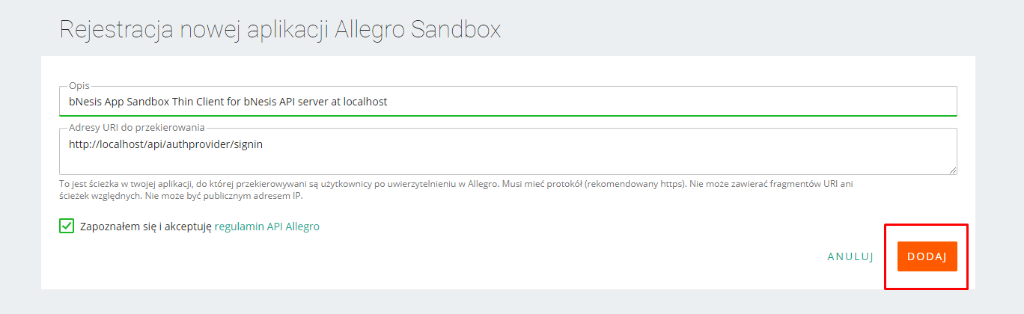 Rejestracja nowej aplikacji Allegro Sandbox
Opis
bNesis App Sandbox Thin Client for bNesis API server at localhost
Adresy URI do przekierowania
http://localhost/api/authprovider/signin
To jest ścieżka w twojej aplikacji, do której przekierowywani są użytkownicy po uwierzytelnieniu w Allegro. Musi mieć protokół (rekomendowany https). Nie może zawierać fragmentów URI ani
ścieżek względnych. Nie może być publicznym adresem IP.
Zapoznałem się i akceptuję regulamin API Allegro
ANULUJ DODAJ